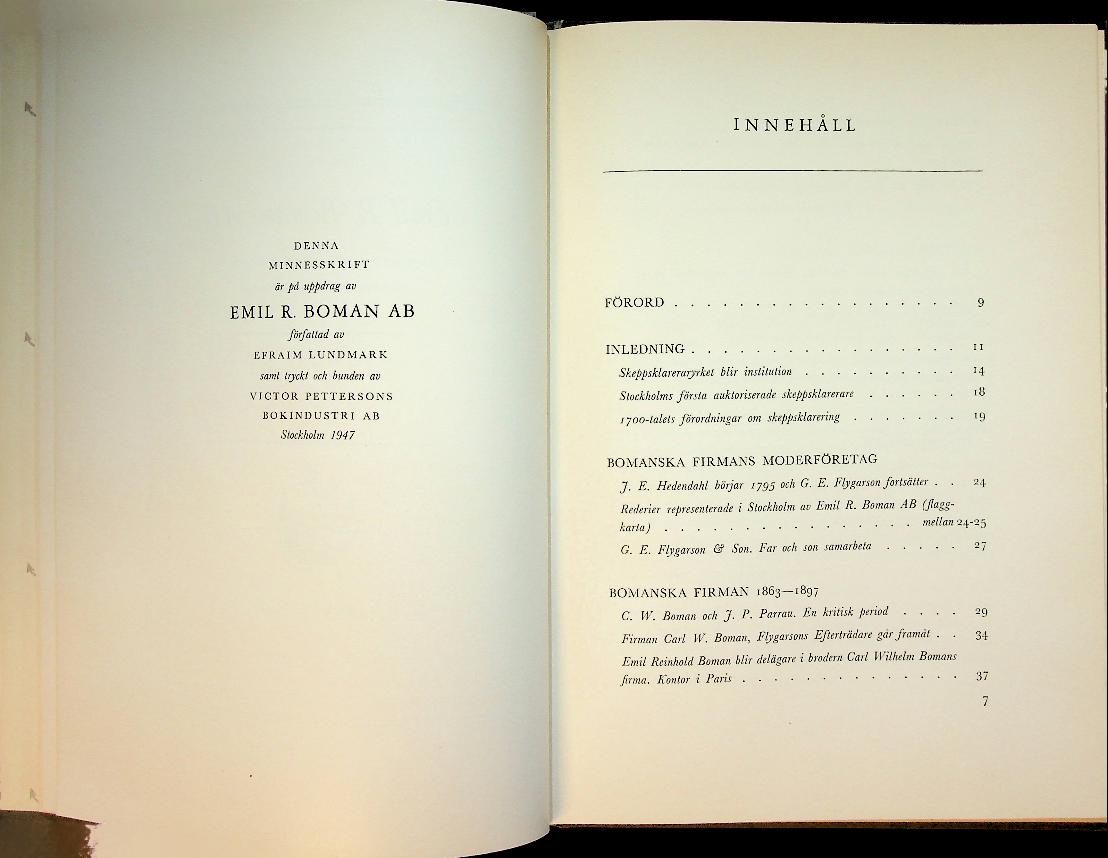 DENNA
MINNESSKRIFT
är på uppdrag av
EMIL R. BOMAN AB
författad av
EFRAIM LUNDMARK
samt tryckt och bunden av
VICTOR PETTERSONS
BOKINDUSTRI AB
Stockholm 1947
INNEHÅLL
FÖRORD . . . . . . . . . . . . . . . . . . 9
INLEDNING . . . . . . . . . . . . . . . . . 11
Skeppsklareraryrket blir institution . . . . . . . . . . 14
Stockholms första auktoriserade skeppsklarerare . . . . . . 18
1700-talets förordningar om skeppsklarering . . . . . . . 19
BOMANSKA FIRMANS MODERFÖRETAG
J. E. Hedendahl börjar 1795 och G. E. Flygarson fortsätter . . 24
Rederier representerade i Stockholm av Emil R. Boman AB (flagg-
karta) . . . . . . . . . . . . . . . . mellan 24-25
G. E. Flygarson & Son. Far och son samarbeta . . . . . 27
BOMANSKA FIRMAN 1863—1897
C. W. Boman och J. P. Parrau. En kritisk period . . . . 29
Firman Carl W. Boman, Flygarsons Efterträdare går framåt . . 34
Emil Reinhold Boman blir delägare i brodern Carl Wilhelm Bomans
firma. Kontor i Paris . . . . . . . . . . . . . . 37
7